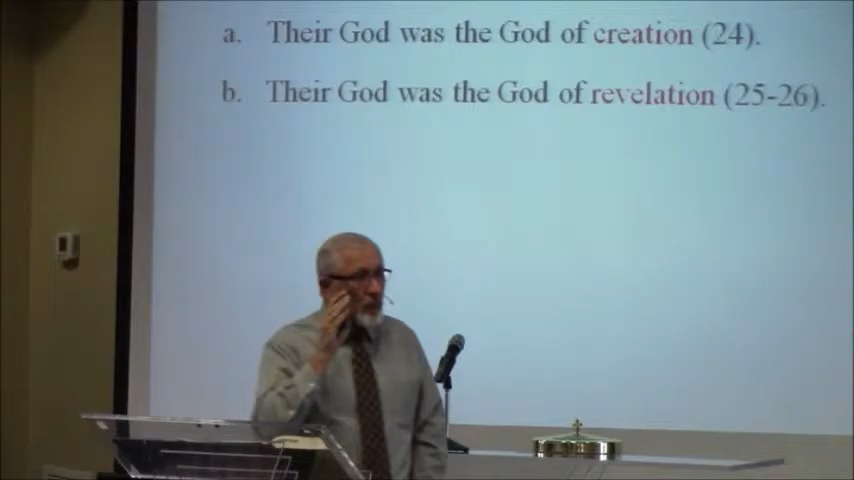 a. Their God was the God of creation (24).
b. Their God was the God of revelation (25-26).